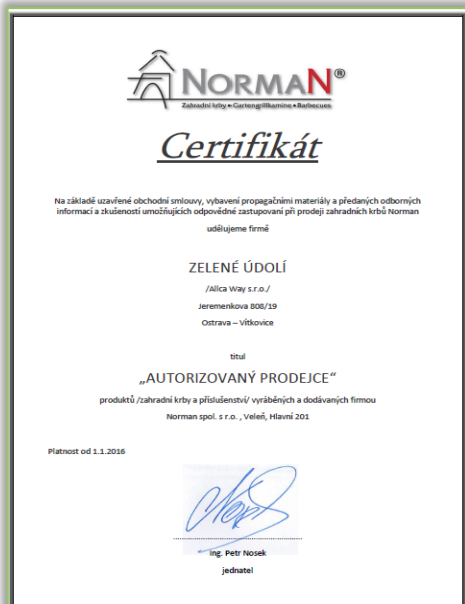 NORMAN®
Zahradní krby • Gartengrillkamine • Barbecues
Certifikát
Na základě uzavřené obchodní smlouvy, vybavení propagačními materiály a předaných odborných
informací a zkušeností umožňujících odpovědné zastupovaní při prodeji zahradních krbů Norman
udělujeme firmě
ZELENÉ ÚDOLÍ
/Allca Way s.r.o./
Jeremenkova 808/19
Ostrava – Vítkovice
titul
„AUTORIZOVANÝ PRODEJCE“
produktů /zahradní krby a příslušenství/ vyráběných a dodávaných firmou
Norman spol. s r.o. , Veleň, Hlavní 201
Platnost od 1.1.2016
Ing. Petr Nosek
jednatel